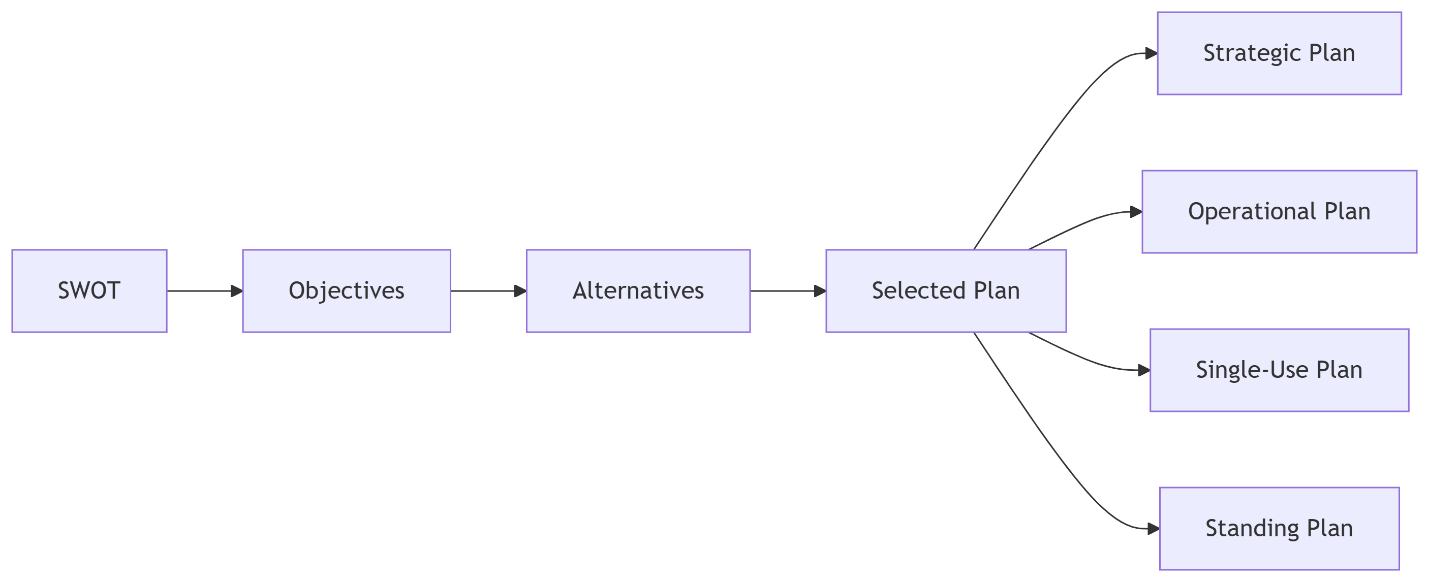 SWOT
Objectives
Alternatives
Selected Plan
Strategic Plan
Operational Plan
Single-Use Plan
Standing Plan